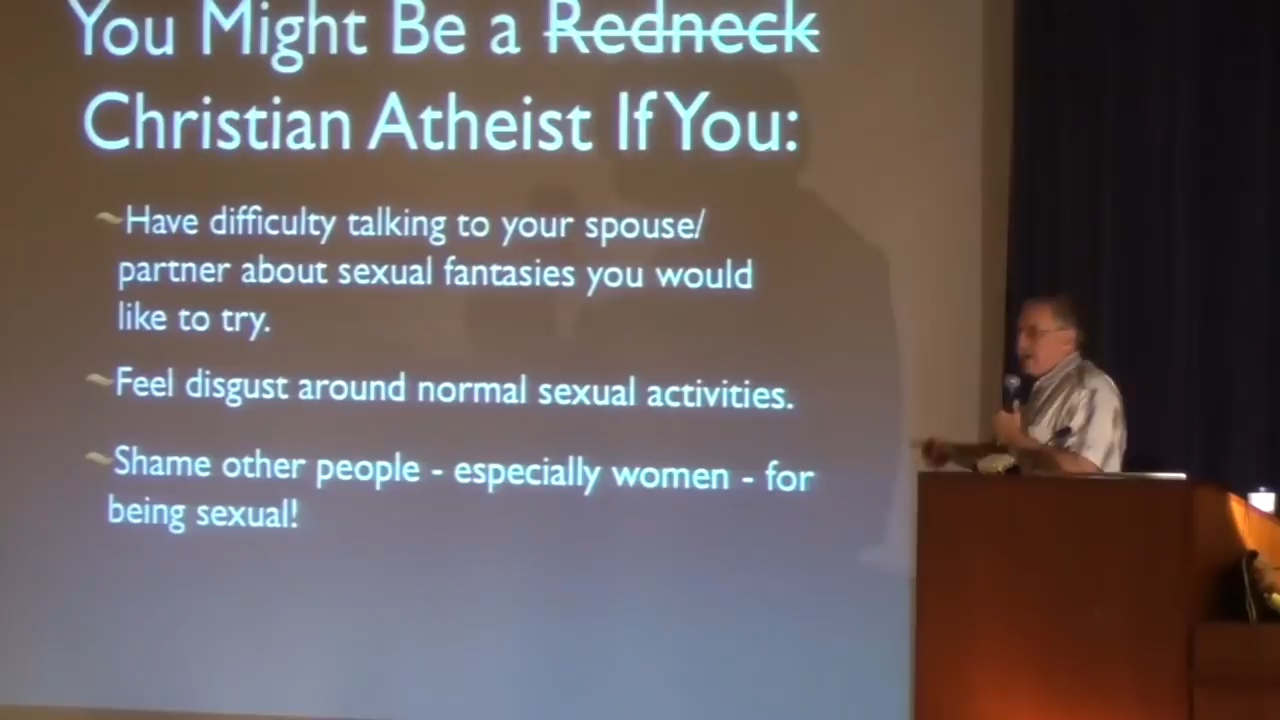 You Might Be a Redneck
Christian Atheist If You:
Have difficulty talking to your spouse/
partner about sexual fantasies you would
like to try.
Feel disgust around normal sexual activities.
Shame other people - especially women - for
being sexual!